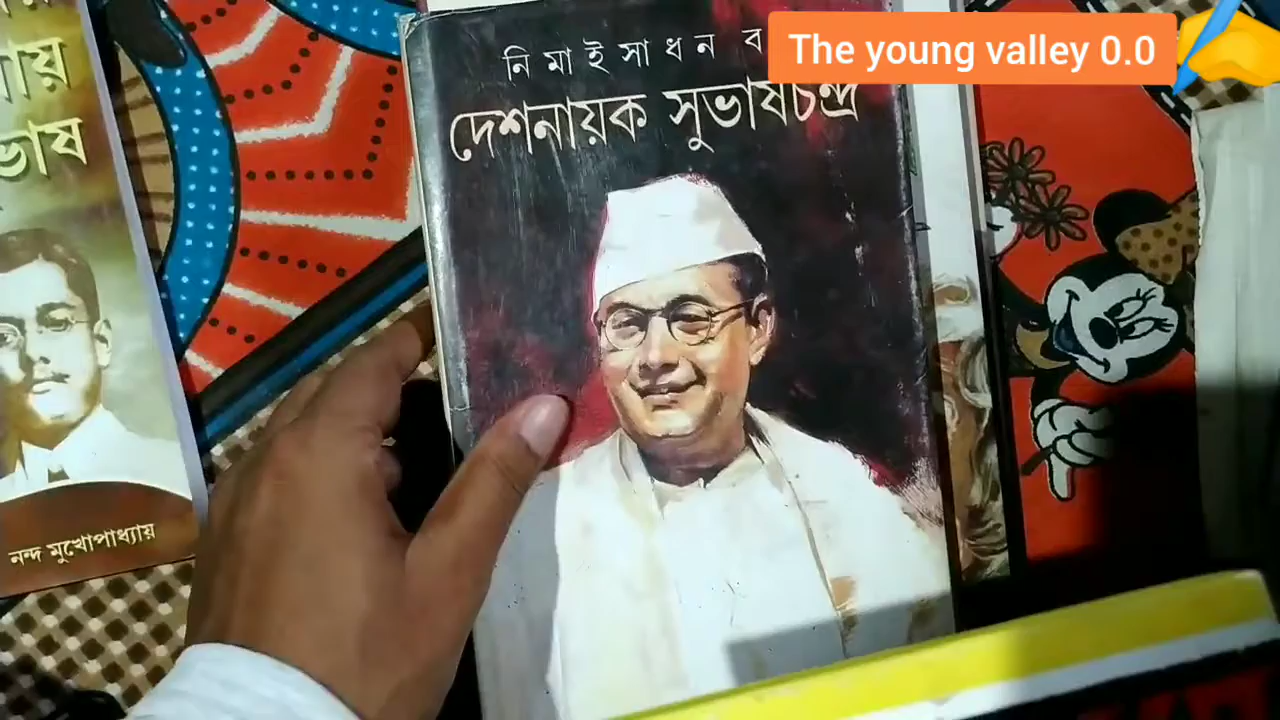 নিমাইসাধন ব
দেশনায়ক সুভাষচন্দ্র
The young valley 0.0
ভাষ
নন্দ মুখোপাধ্যায়